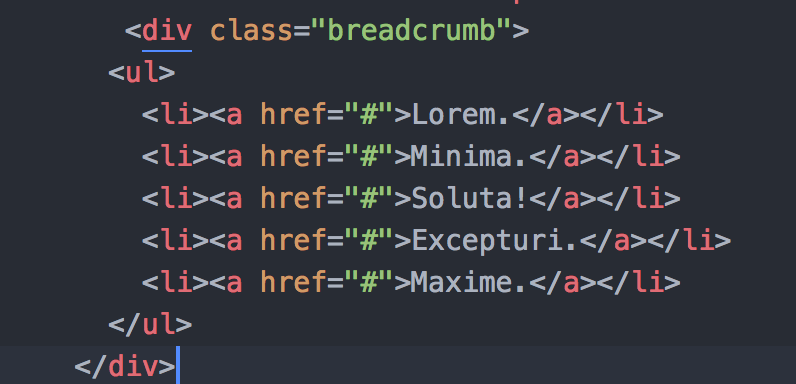 <div class="breadcrumb">
<ul>
<li><a href="#">Lorem.</a></li>
<li><a href="#">Minima.</a></li>
<li><a href="#">Soluta!</a></li>
<li><a href="#">Excepturi.</a></li>
<li><a href="#">Maxime.</a></li>
</ul>
</div>